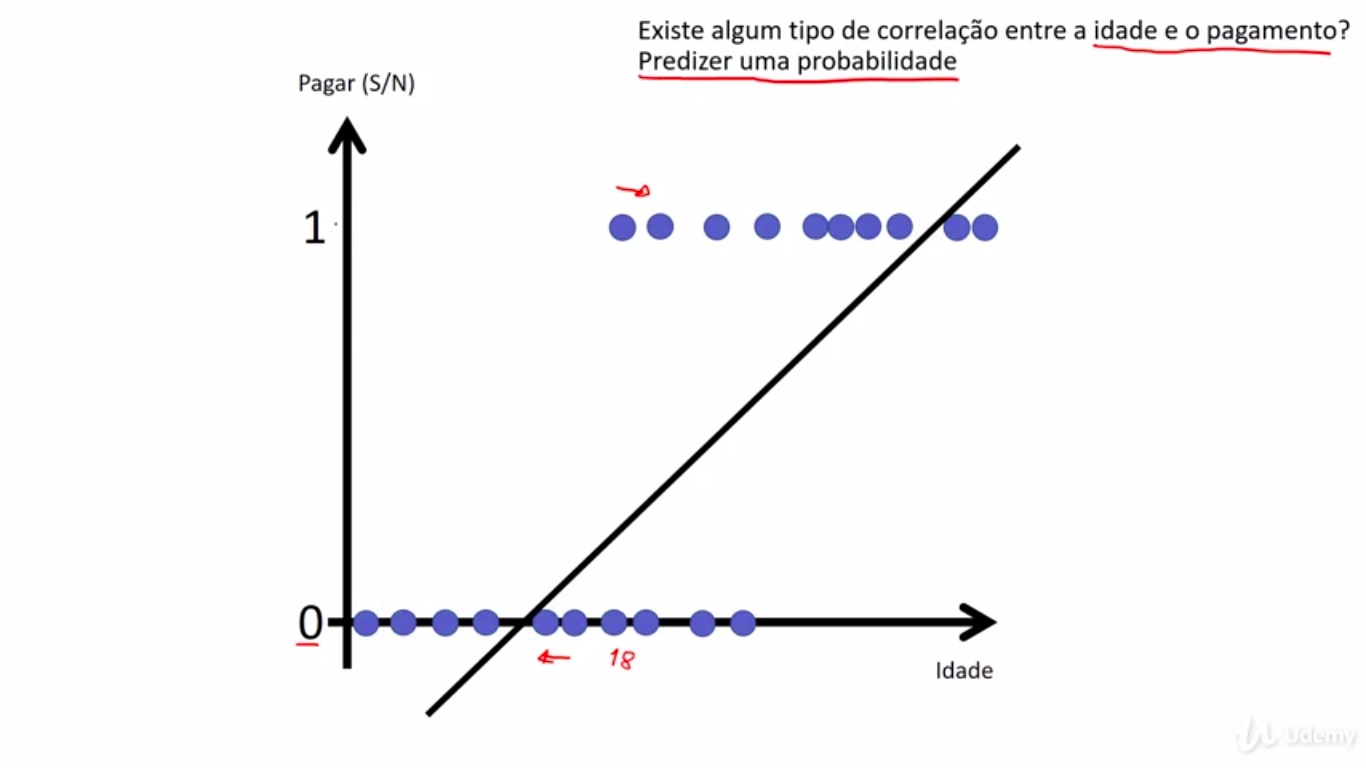 Existe algum tipo de correlação entre a idade e o pagamento?
Predizer uma probabilidade
Pagar (S/N)
1
0
18
Idade
Udemy